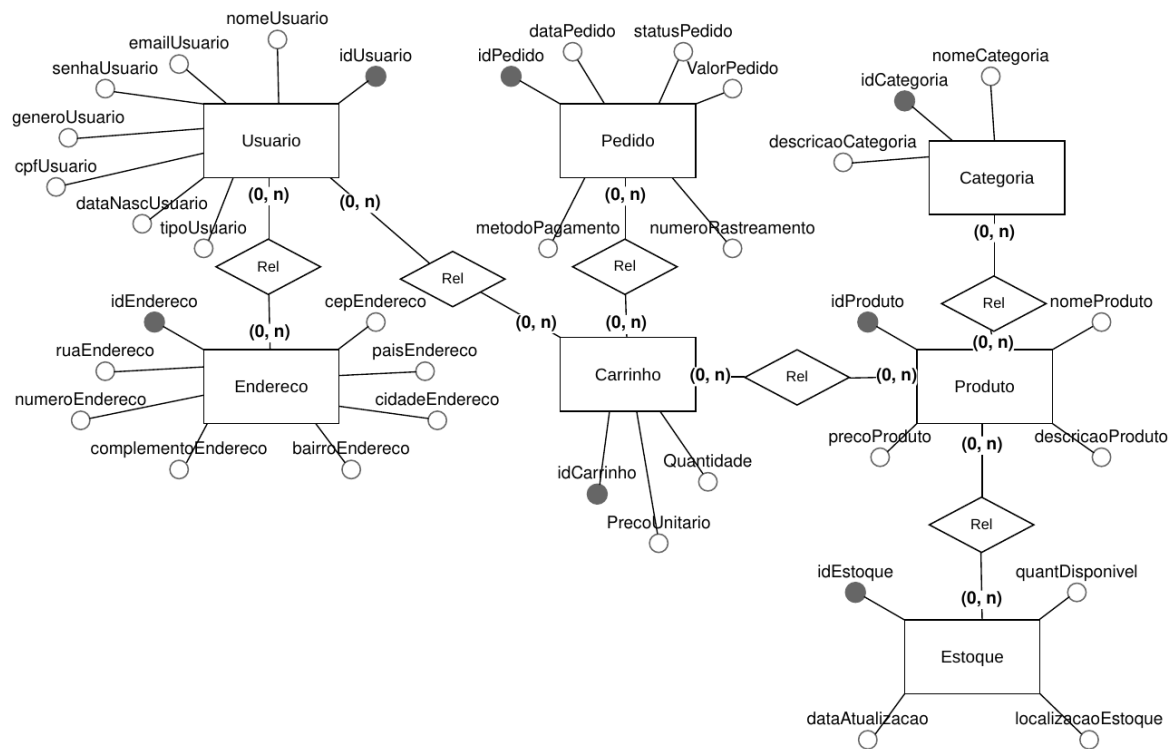 nomeUsuario
emailUsuario
senhaUsuario
idUsuario
generoUsuario
Usuario
cpfUsuario
dataNascUsuario
tipoUsuario
(0, n)
(0, n)
Rel
(0, n)
Rel
(0, n)
idEndereco
cepEndereco
ruaEndereco
paisEndereco
numeroEndereco
Endereco
cidadeEndereco
complementoEndereco
bairroEndereco
dataPedido
statusPedido
idPedido
ValorPedido
Pedido
(0, n)
metodoPagamento
numeroRastreamento
Rel
(0, n)
Carrinho
(0, n)
Rel
(0, n)
idCarrinho
Quantidade
PrecoUnitario
nomeCategoria
idCategoria
descricaoCategoria
Categoria
(0, n)
Rel
idProduto
nomeProduto
(0, n)
Produto
precoProduto
descricaoProduto
(0, n)
Rel
(0, n)
idEstoque
quantDisponivel
Estoque
dataAtualizacao
localizacaoEstoque